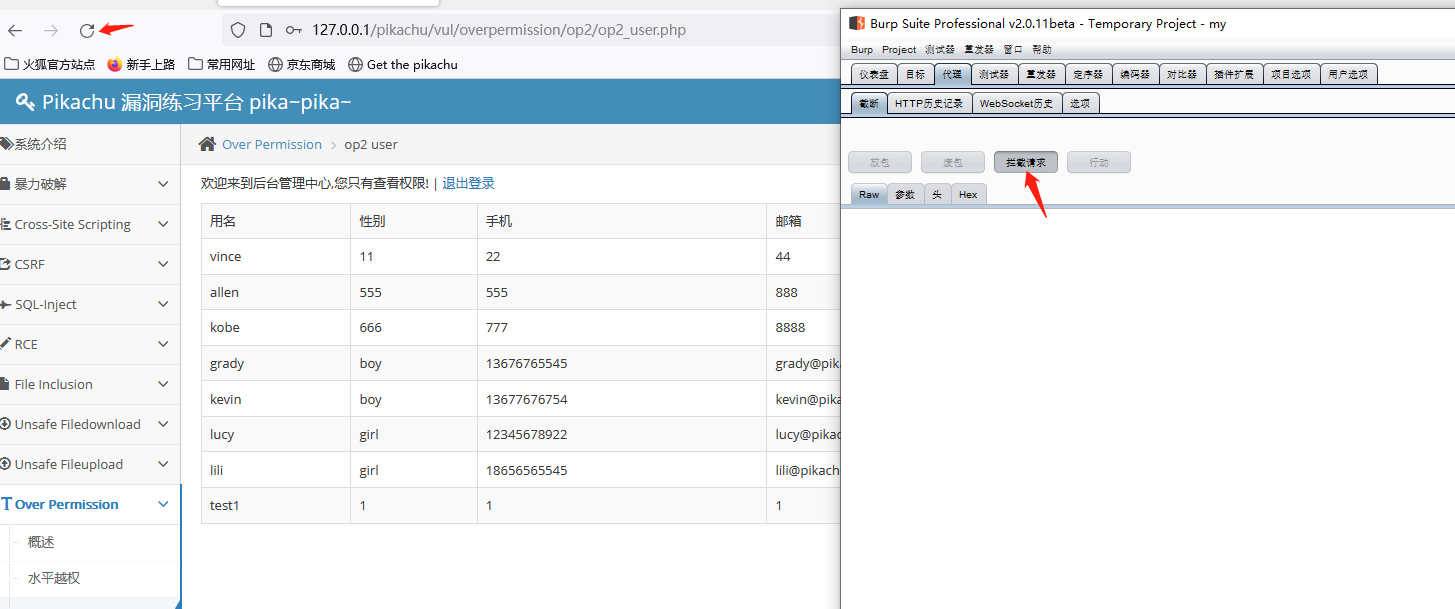 127.0.0.1/pikachu/vul/overpermission/op2/op2_user.php
火狐官方站点 新手上路 常用网址 京东商城 Get the pikachu
Pikachu 漏洞练习平台 pika~pika~
系统介绍
暴力破解
Cross-Site Scripting
CSRF
SQL-Inject
RCE
File Inclusion
Unsafe Filedownload
Unsafe Fileupload
Over Permission
概述
水平越权
Over Permission > op2 user
欢迎来到后台管理中心,您只有查看权限! | 退出登录
用名 性别 手机 邮箱
vince 11 22 44
allen 555 555 888
kobe 666 777 8888
grady boy 13676765545 grady@pik
kevin boy 13677676754 kevin@pika
lucy girl 12345678922 lucy@pikac
lili girl 18656565545 lili@pikach
test1 1 1 1
Burp Suite Professional v2.0.11beta - Temporary Project - my
Burp Project 测试器 重发器 窗口 帮助
仪表盘 目标 代理 测试器 重发器 定序器 编码器 对比器 插件扩展 项目选项 用户选项
截断 HTTP历史记录 WebSocket历史 选项
放包 废包 拦截请求 行动
Raw 参数 头 Hex